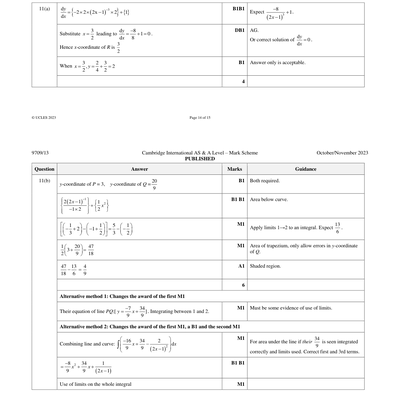 11(a)
dy/dx = {-2×2×(2x-1)⁻³×2}+{1}
B1B1
Expect -8/(2x-1)³ + 1.
Substitute x = 3/2 leading to dy/dx = -8/8 + 1 = 0.
Hence x-coordinate of R is 3/2
DB1
AG.
Or correct solution of dy/dx = 0.
When x = 3/2, y = 2/4 + 3/2 = 2
B1
Answer only is acceptable.
4
© UCLES 2023
Page 14 of 15
9709/13
Cambridge International AS & A Level – Mark Scheme
PUBLISHED
October/November 2023
Question
Answer
Marks
Guidance
11(b)
y-coordinate of P = 3, y-coordinate of Q = 20/9
B1
Both required.
{2(2x-1)⁻¹/(-1×2)} + {1/2 x²}
B1 B1
Area below curve.
[(-1/3+2)-(-1+1/2)] = 5/3 - (-1/2)
M1
Apply limits 1→2 to an integral. Expect 13/6.
1/2(3+20/9) = 47/18
M1
Area of trapezium, only allow errors in y-coordinate
of Q.
47/18 - 13/6 = 4/9
A1
Shaded region.
6
Alternative method 1: Changes the award of the first M1
Their equation of line PQ [y = -7/9 x + 34/9]. Integrating between 1 and 2.
M1
Must be some evidence of use of limits.
Alternative method 2: Changes the award of the first M1, a B1 and the second M1
Combining line and curve: ∫(-16/9 x + 34/9 - 2/(2x-1)²)dx
M1
For area under the line if their 34/9 is seen integrated
correctly and limits used. Correct first and 3rd terms.
-8/9 x² + 34/9 x + 1/(2x-1)
B1 B1
Use of limits on the whole integral
M1